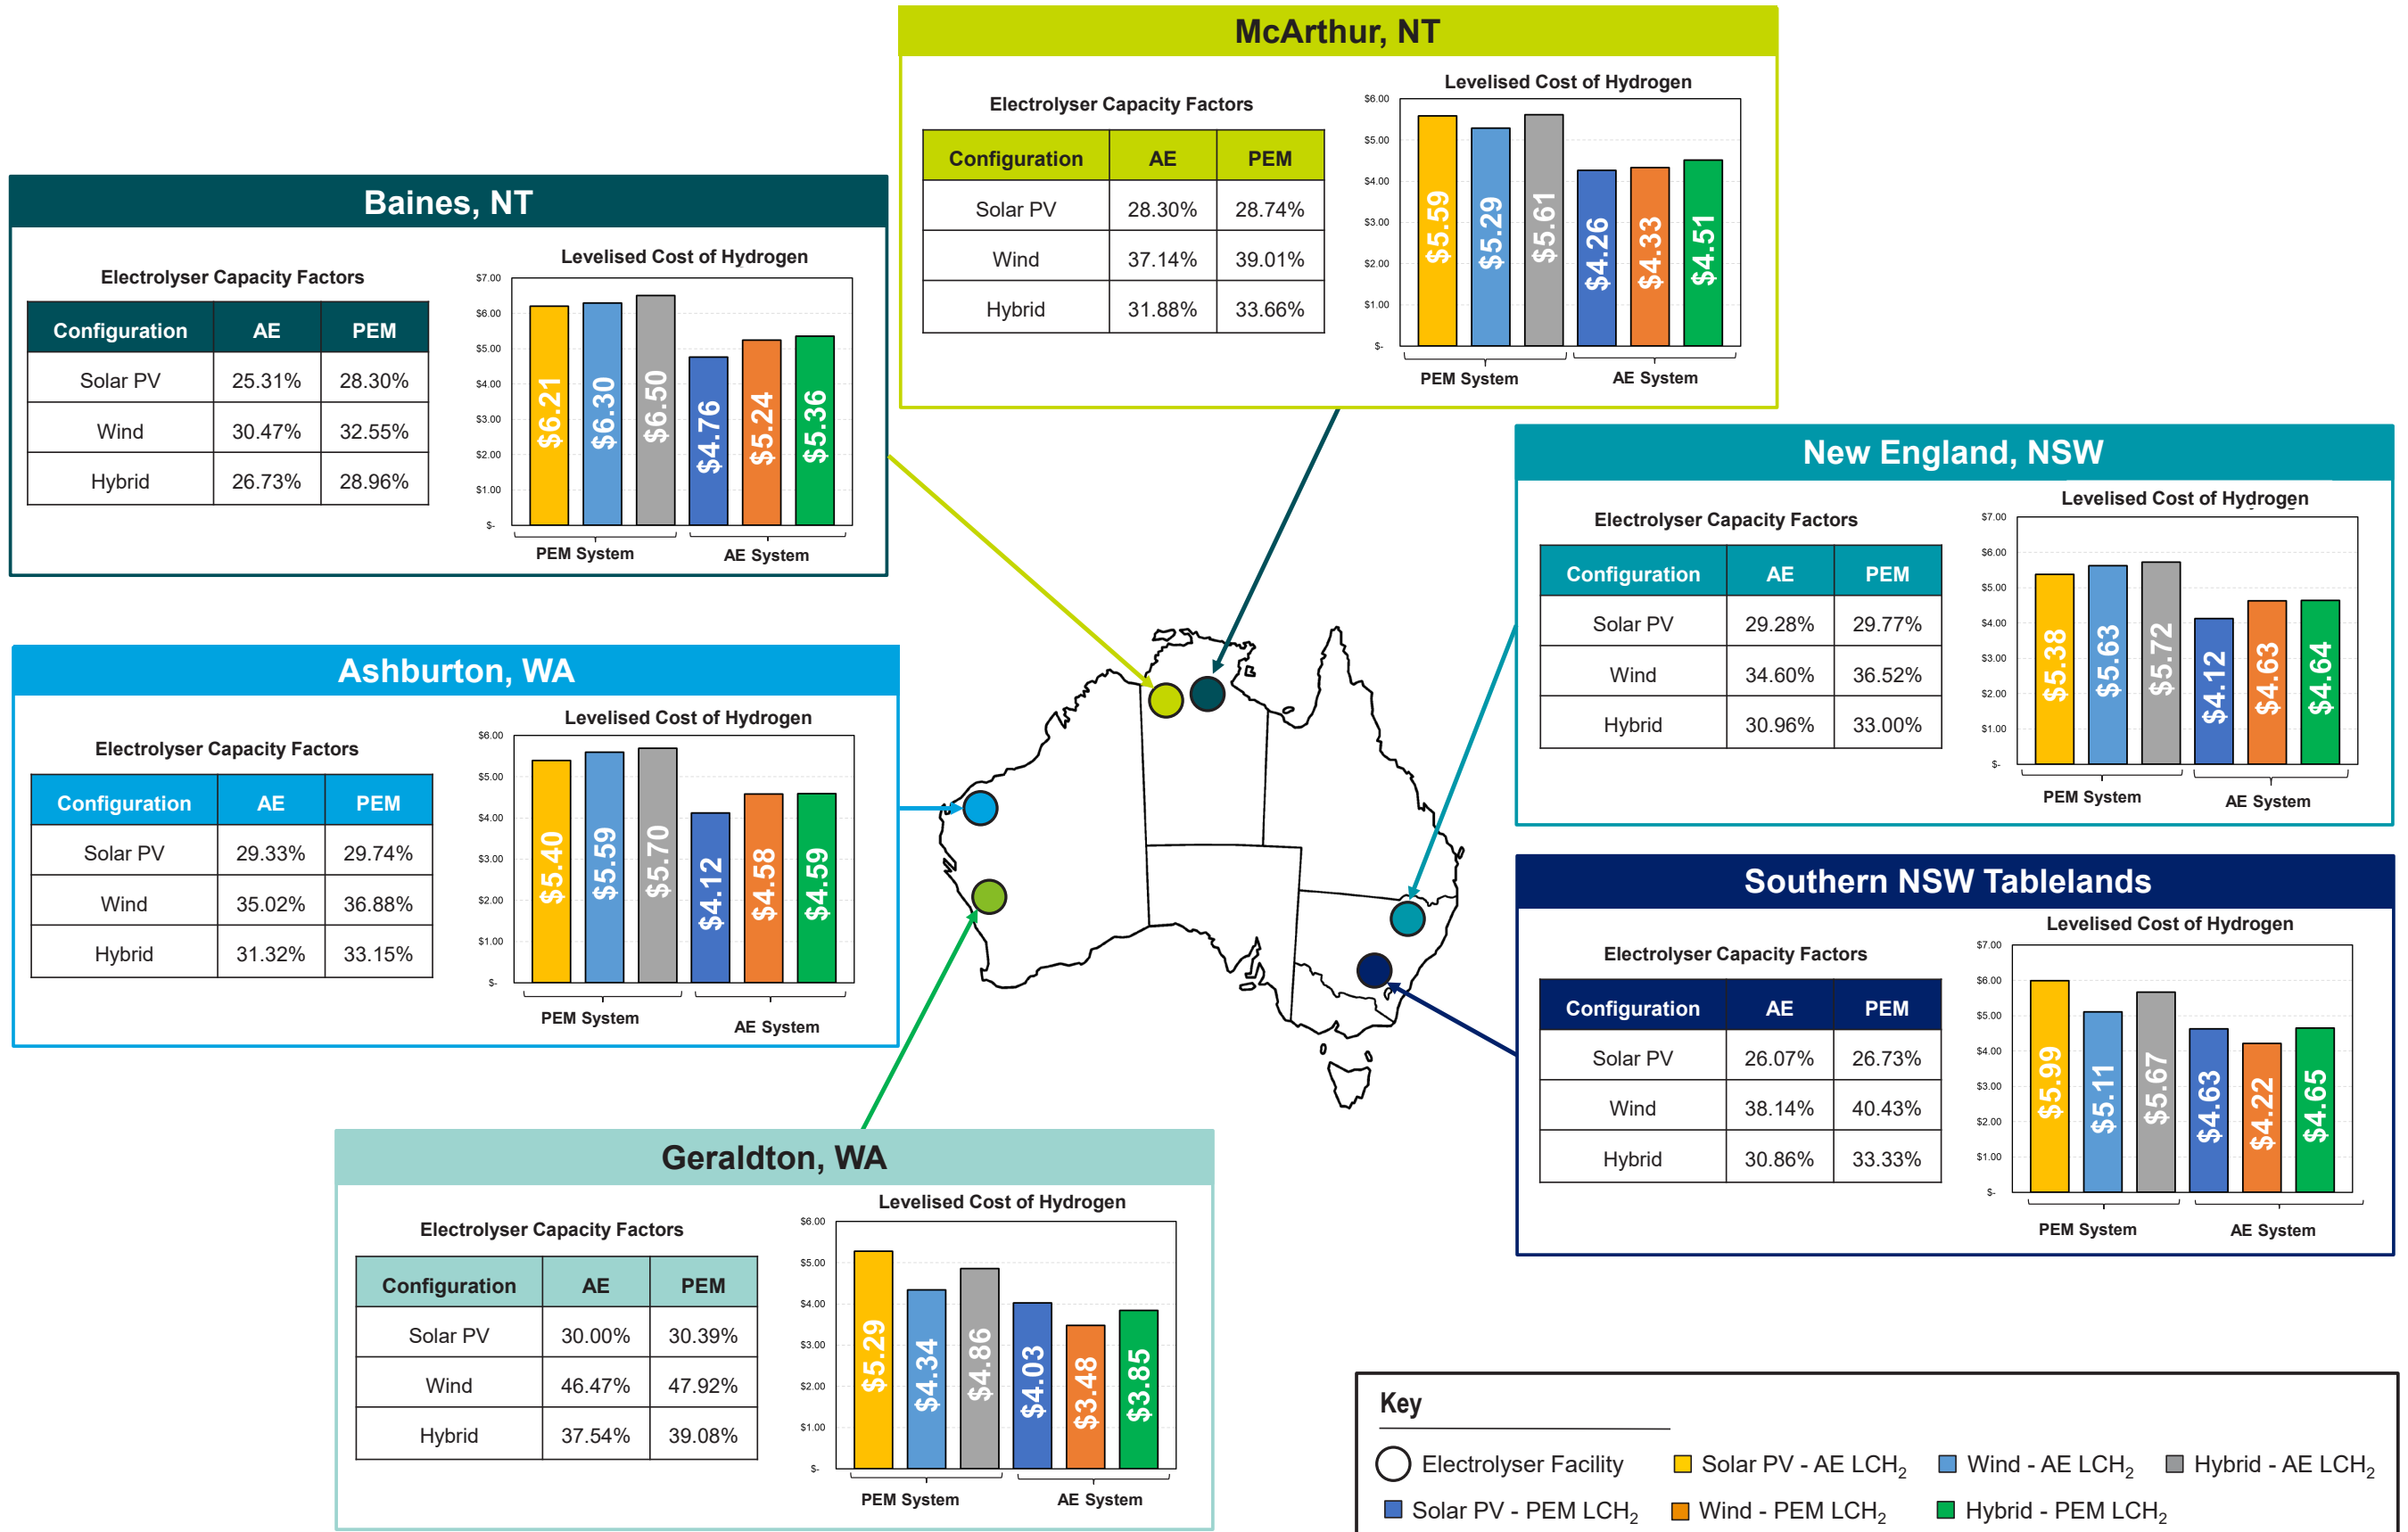 McArthur, NT
Electrolyser Capacity Factors
Configuration AE PEM
Solar PV 28.30% 28.74%
Wind 37.14% 39.01%
Hybrid 31.88% 33.66%
Levelised Cost of Hydrogen
$6.00
$5.00
$4.00
$3.00
$2.00
$1.00
$-
$5.59 $5.29 $5.61 $4.26 $4.33 $4.51
PEM System AE System
Baines, NT
Electrolyser Capacity Factors
Configuration AE PEM
Solar PV 25.31% 28.30%
Wind 30.47% 32.55%
Hybrid 26.73% 28.96%
Levelised Cost of Hydrogen
$7.00
$6.00
$5.00
$4.00
$3.00
$2.00
$1.00
$-
$6.21 $6.30 $6.50 $4.76 $5.24 $5.36
PEM System AE System
New England, NSW
Electrolyser Capacity Factors
Configuration AE PEM
Solar PV 29.28% 29.77%
Wind 34.60% 36.52%
Hybrid 30.96% 33.00%
Levelised Cost of Hydrogen
$7.00
$6.00
$5.00
$4.00
$3.00
$2.00
$1.00
$-
$5.38 $5.63 $5.72 $4.12 $4.63 $4.64
PEM System AE System
Ashburton, WA
Electrolyser Capacity Factors
Configuration AE PEM
Solar PV 29.33% 29.74%
Wind 35.02% 36.88%
Hybrid 31.32% 33.15%
Levelised Cost of Hydrogen
$6.00
$5.00
$4.00
$3.00
$2.00
$1.00
$-
$5.40 $5.59 $5.70 $4.12 $4.58 $4.59
PEM System AE System
Southern NSW Tablelands
Electrolyser Capacity Factors
Configuration AE PEM
Solar PV 26.07% 26.73%
Wind 38.14% 40.43%
Hybrid 30.86% 33.33%
Levelised Cost of Hydrogen
$7.00
$6.00
$5.00
$4.00
$3.00
$2.00
$1.00
$-
$5.99 $5.11 $5.67 $4.63 $4.22 $4.65
PEM System AE System
Geraldton, WA
Electrolyser Capacity Factors
Configuration AE PEM
Solar PV 30.00% 30.39%
Wind 46.47% 47.92%
Hybrid 37.54% 39.08%
Levelised Cost of Hydrogen
$6.00
$5.00
$4.00
$3.00
$2.00
$1.00
$-
$5.29 $4.34 $4.86 $4.03 $3.48 $3.85
PEM System AE System
Key
Electrolyser Facility Solar PV - AE LCH₂ Wind - AE LCH₂ Hybrid - AE LCH₂
Solar PV - PEM LCH₂ Wind - PEM LCH₂ Hybrid - PEM LCH₂